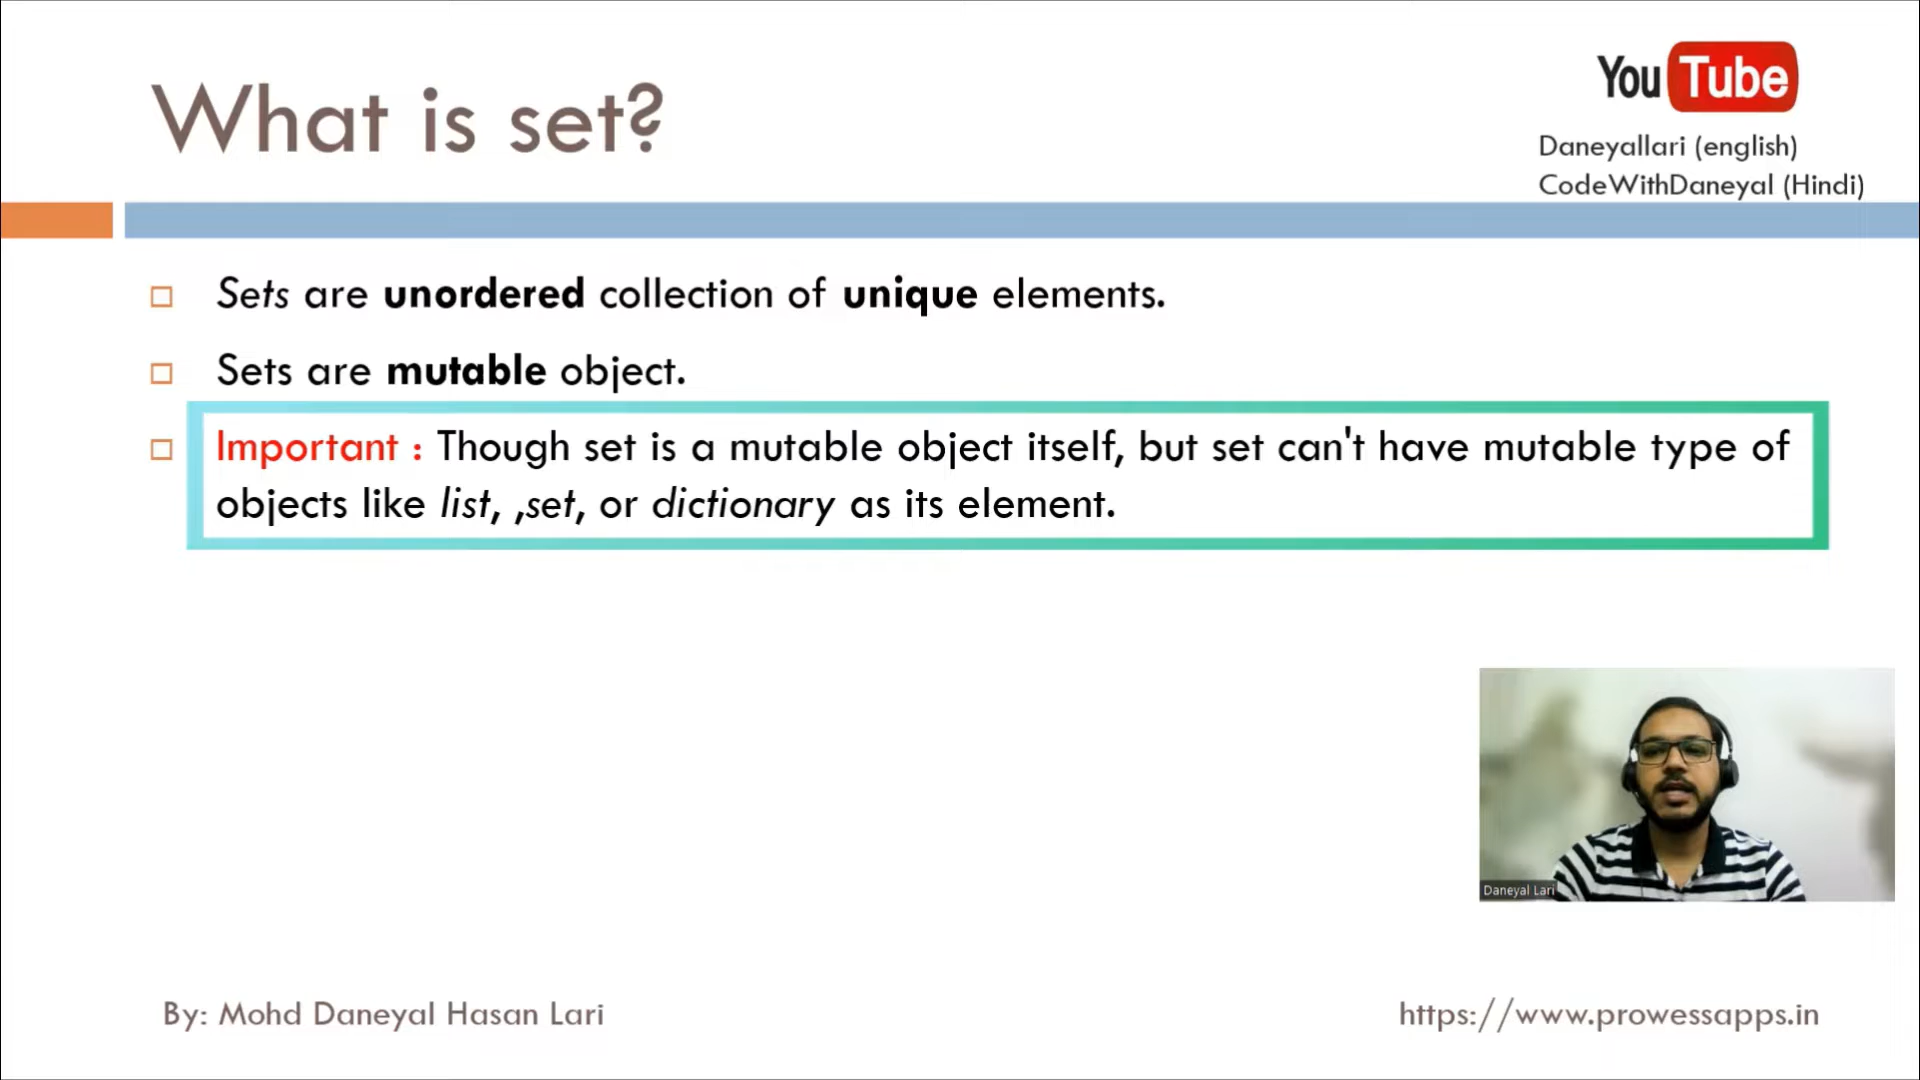 What is set?
YouTube
Daneyallari (english)
CodeWithDaneyal (Hindi)
Sets are unordered collection of unique elements.
Sets are mutable object.
Important : Though set is a mutable object itself, but set can't have mutable type of
objects like list, ,set, or dictionary as its element.
Daneyal Lari
By: Mohd Daneyal Hasan Lari
https://www.prowessapps.in